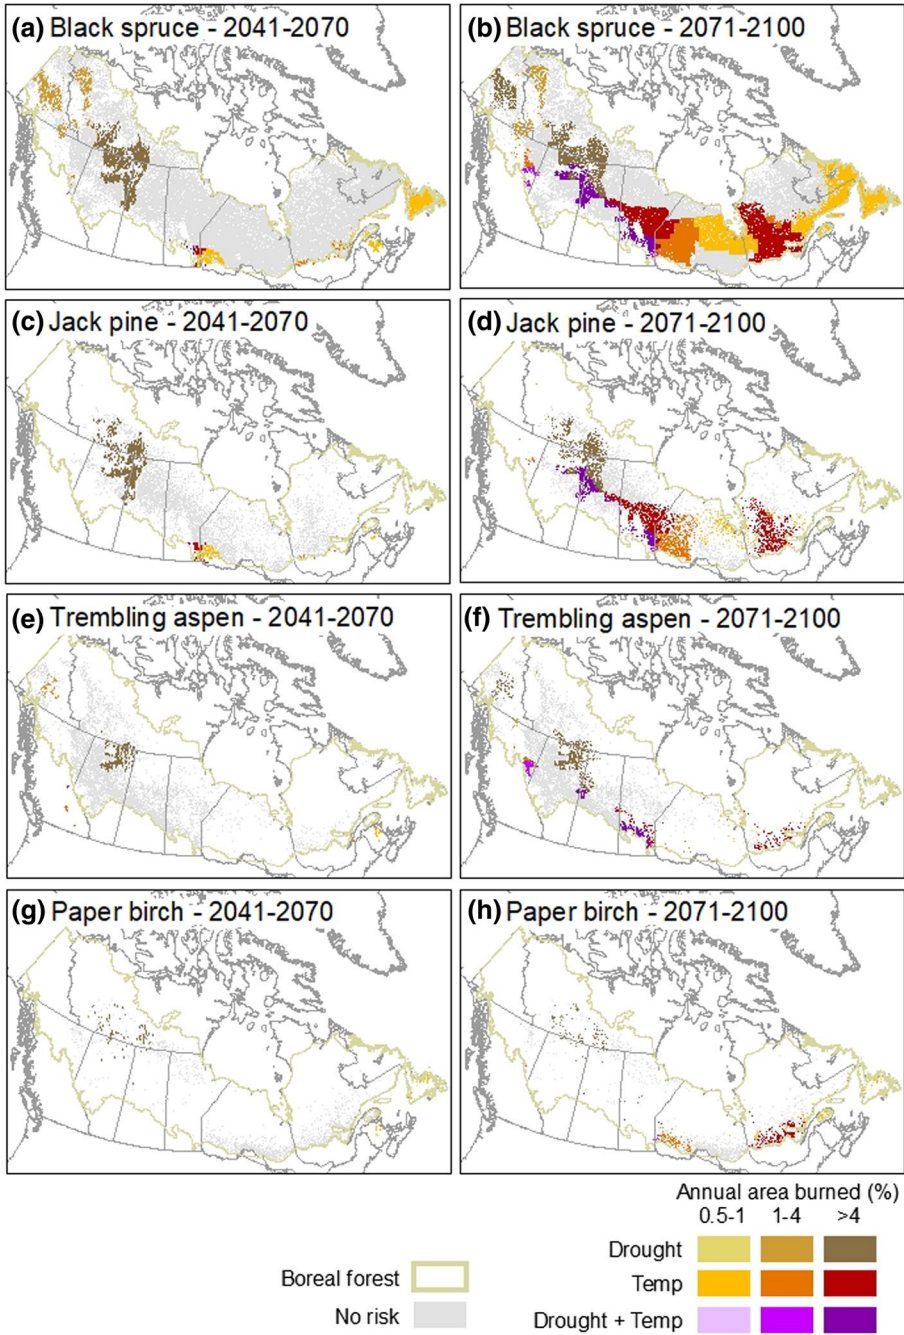 (a) Black spruce - 2041-2070
(b) Black spruce - 2071-2100
(c) Jack pine - 2041-2070
(d) Jack pine - 2071-2100
(e) Trembling aspen - 2041-2070
(f) Trembling aspen - 2071-2100
(g) Paper birch - 2041-2070
(h) Paper birch - 2071-2100
Boreal forest
No risk
Annual area burned (%)
0.5-1 1-4 >4
Drought
Temp
Drought + Temp